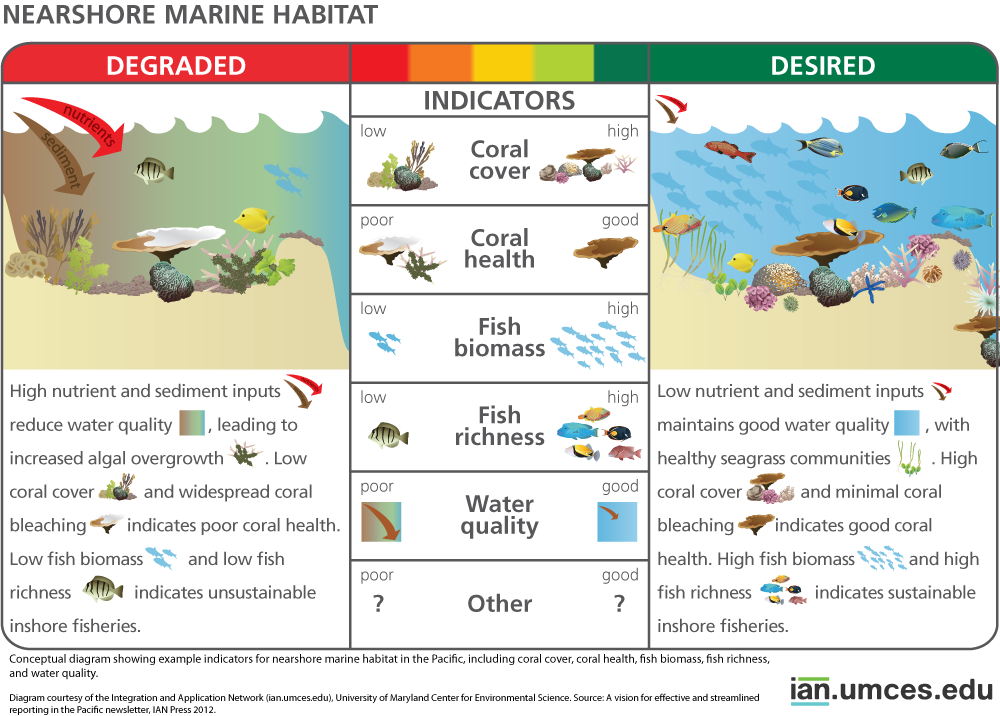 NEARSHORE MARINE HABITAT
DEGRADED
nutrients
sediment
High nutrient and sediment inputs
reduce water quality , leading to
increased algal overgrowth . Low
coral cover and widespread coral
bleaching indicates poor coral health.
Low fish biomass and low fish
richness indicates unsustainable
inshore fisheries.
INDICATORS
low high
Coral
cover
poor good
Coral
health
low high
Fish
biomass
low high
Fish
richness
poor good
Water
quality
poor good
? Other ?
DESIRED
Low nutrient and sediment inputs
maintains good water quality , with
healthy seagrass communities . High
coral cover and minimal coral
bleaching indicates good coral
health. High fish biomass and high
fish richness indicates sustainable
inshore fisheries.
Conceptual diagram showing example indicators for nearshore marine habitat in the Pacific, including coral cover, coral health, fish biomass, fish richness,
and water quality.
Diagram courtesy of the Integration and Application Network (ian.umces.edu), University of Maryland Center for Environmental Science. Source: A vision for effective and streamlined
reporting in the Pacific newsletter, IAN Press 2012.
ian.umces.edu